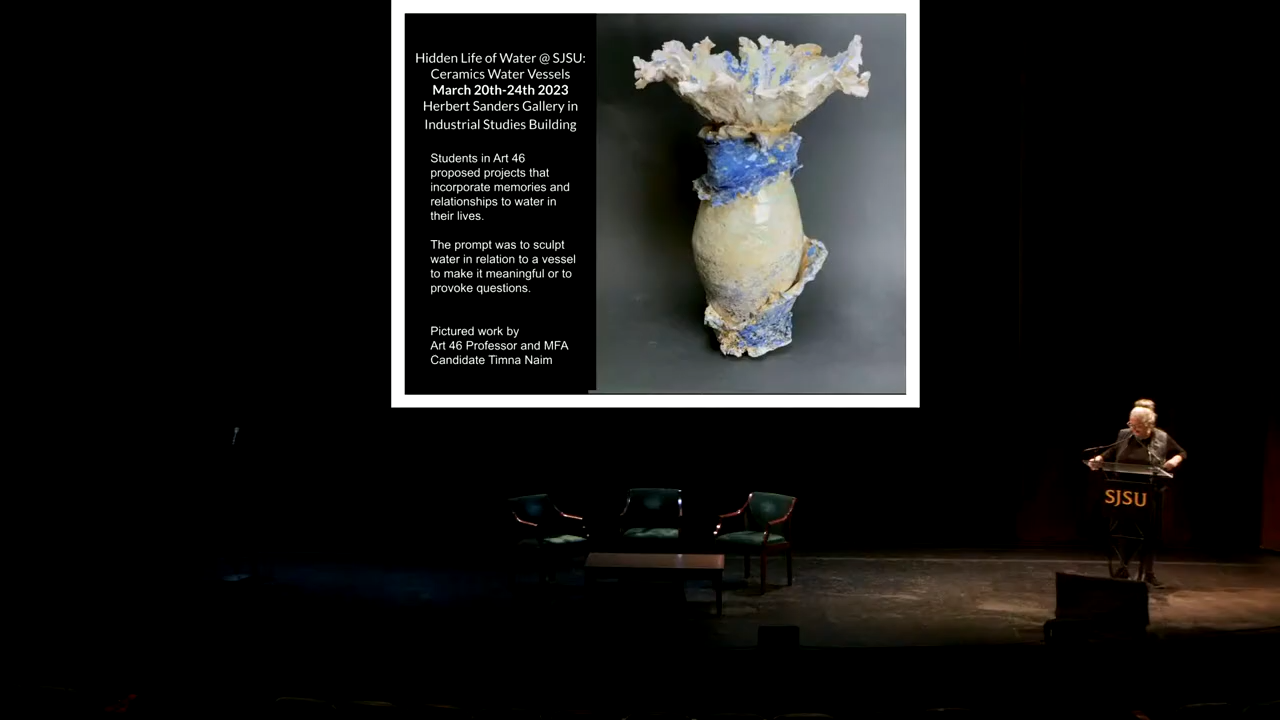 Hidden Life of Water @ SJSU:
Ceramics Water Vessels
March 20th-24th 2023
Herbert Sanders Gallery in
Industrial Studies Building
Students in Art 46
proposed projects that
incorporate memories and
relationships to water in
their lives.
The prompt was to sculpt
water in relation to a vessel
to make it meaningful or to
provoke questions.
Pictured work by
Art 46 Professor and MFA
Candidate Timna Naim
SJSU